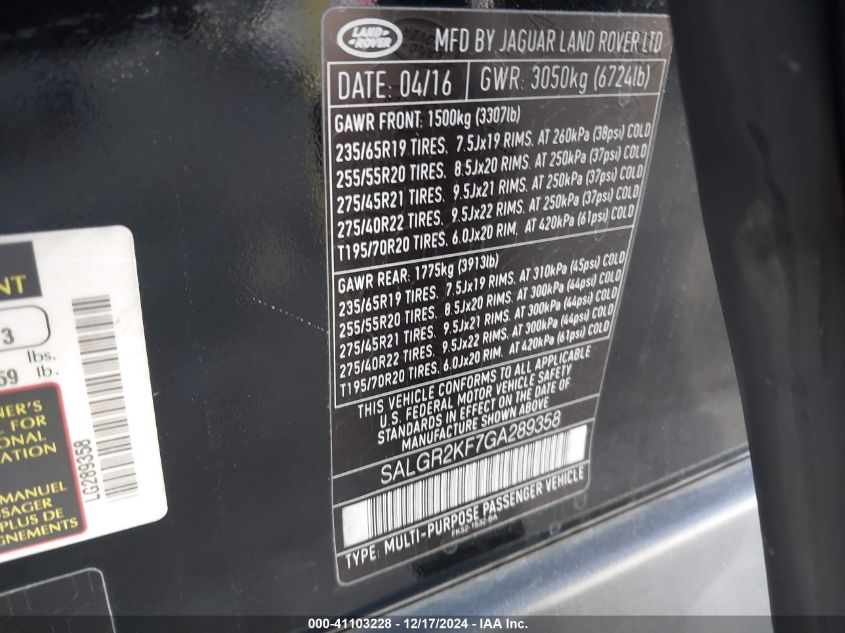 LAND
ROVER
MFD BY JAGUAR LAND ROVER LTD
DATE: 04/16 GWR: 3050kg (6724lb)
GAWR FRONT: 1500kg (3307lb)
235/65R19 TIRES. 7.5Jx19 RIMS. AT 260kPa (38psi) COLD
255/55R20 TIRES. 8.5Jx20 RIMS. AT 250kPa (37psi) COLD
275/45R21 TIRES. 9.5Jx21 RIMS. AT 250kPa (37psi) COLD
275/40R22 TIRES. 9.5Jx22 RIMS. AT 250kPa (37psi) COLD
T195/70R20 TIRES. 6.0Jx20 RIM. AT 420kPa (61psi) COLD
GAWR REAR: 1775kg (3913lb)
235/65R19 TIRES. 7.5Jx19 RIMS. AT 310kPa (45psi) COLD
255/55R20 TIRES. 8.5Jx20 RIMS. AT 300kPa (44psi) COLD
275/45R21 TIRES. 9.5Jx21 RIMS. AT 300kPa (44psi) COLD
275/40R22 TIRES. 9.5Jx22 RIMS. AT 300kPa (44psi) COLD
T195/70R20 TIRES. 6.0Jx20 RIM. AT 420kPa (61psi) COLD
THIS VEHICLE CONFORMS TO ALL APPLICABLE
U.S. FEDERAL MOTOR VEHICLE SAFETY
STANDARDS IN EFFECT ON THE DATE OF
MANUFACTURE SHOWN ABOVE
SALGR2KF7GA289358
TYPE: MULTI-PURPOSE PASSENGER VEHICLE
NT
3
lbs.
59 lb.
NER'S
FOR
ONAL
ATION
MANUEL
SAGER
PLUS DE
GNEMENTS
LG289358
000-41103228 - 12/17/2024 - IAA, Inc.